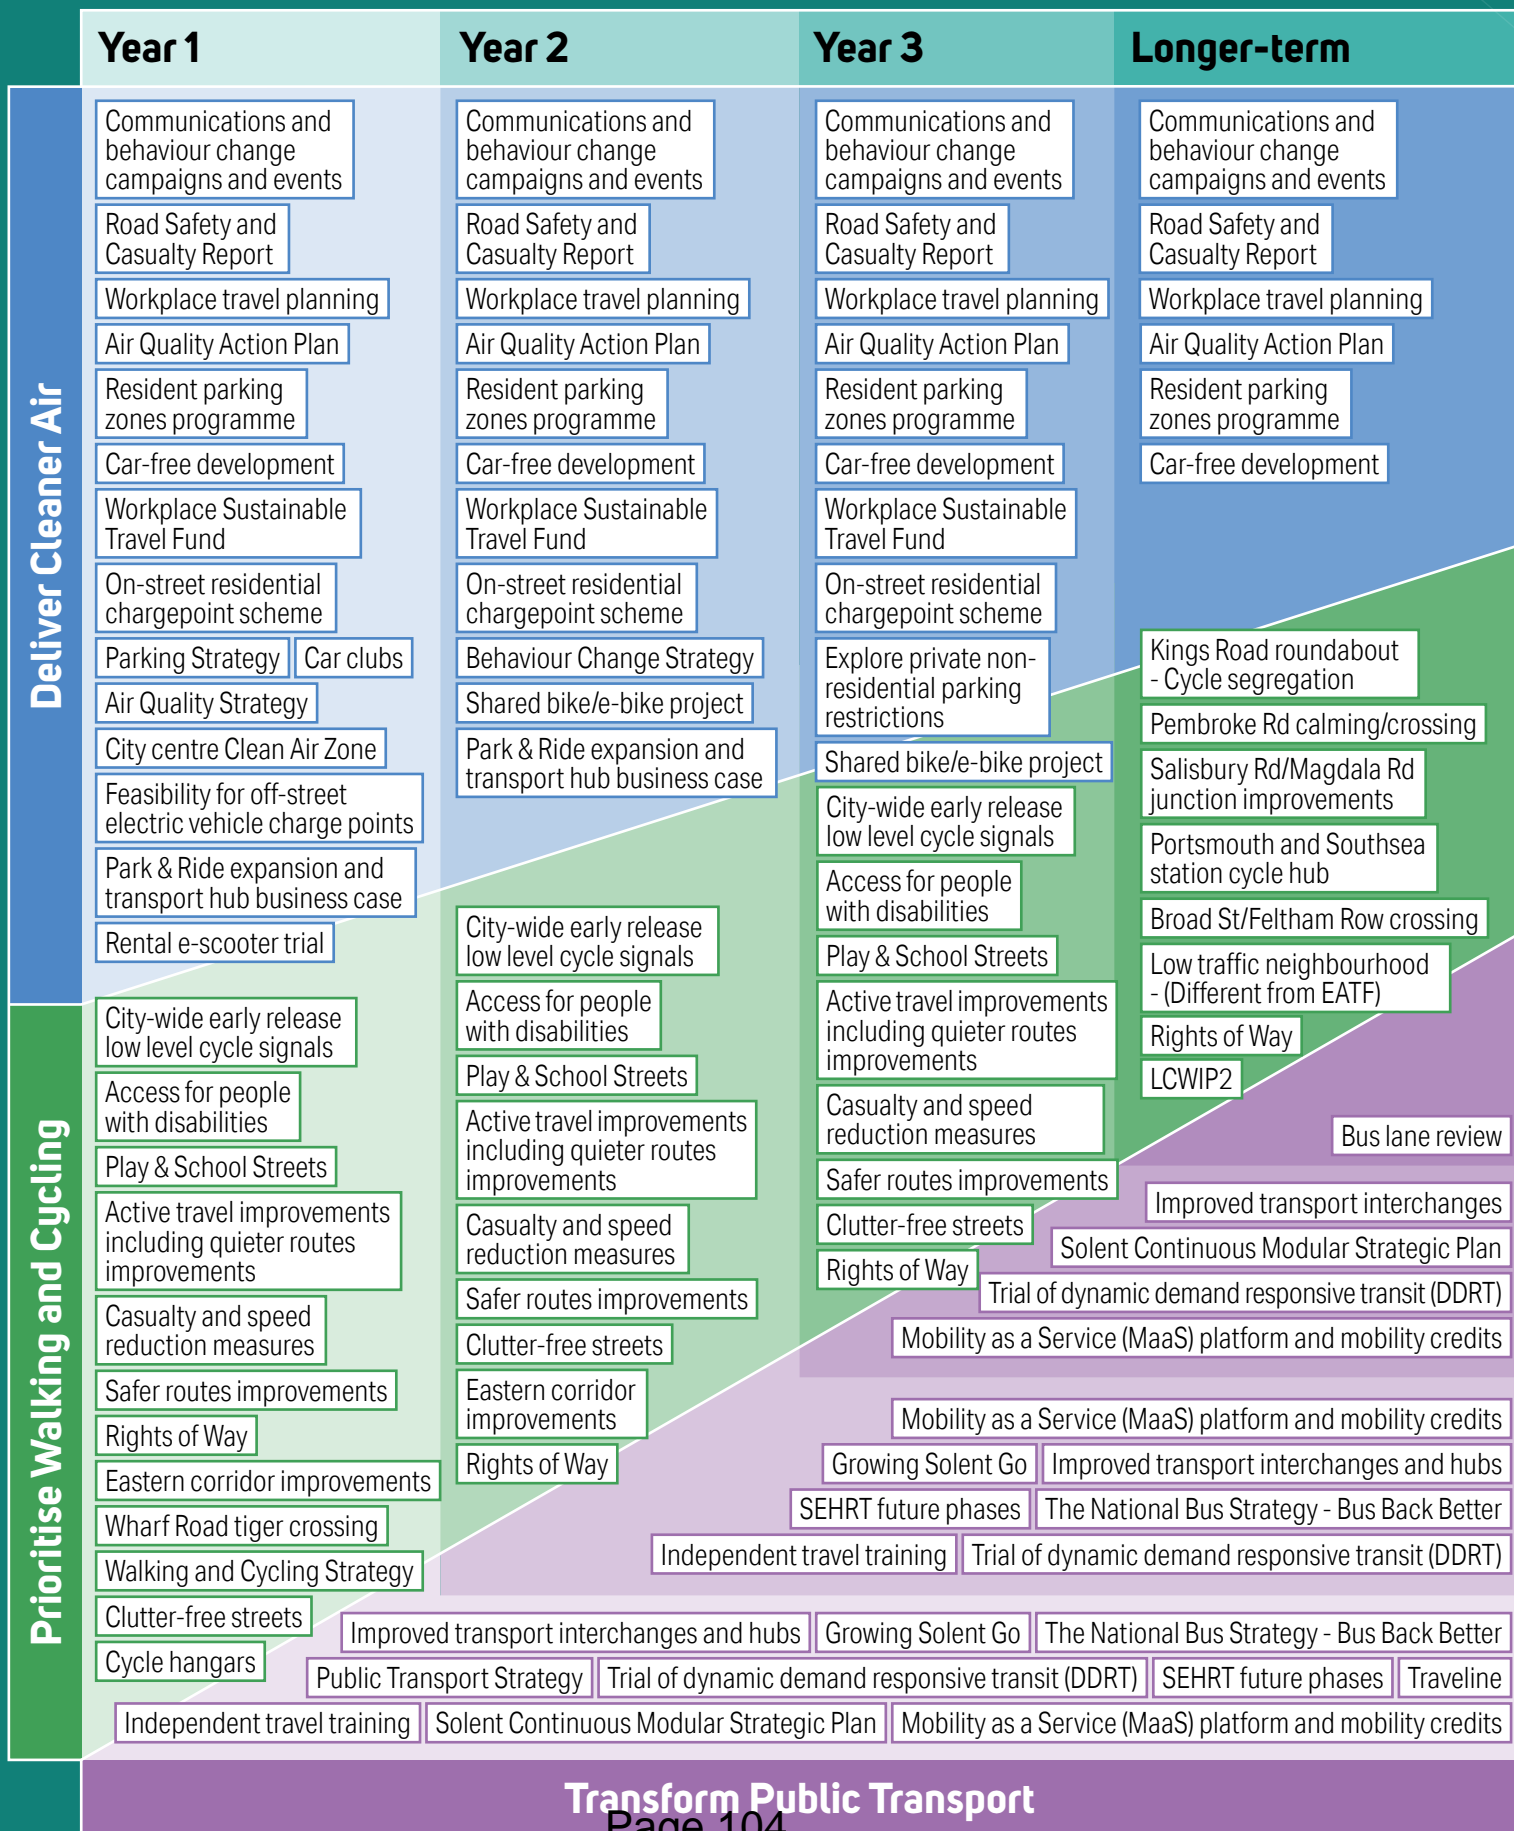 Year 1
Year 2
Year 3
Longer-term
Deliver Cleaner Air
Communications and
behaviour change
campaigns and events
Road Safety and
Casualty Report
Workplace travel planning
Air Quality Action Plan
Resident parking
zones programme
Car-free development
Workplace Sustainable
Travel Fund
On-street residential
chargepoint scheme
Parking Strategy
Car clubs
Air Quality Strategy
City centre Clean Air Zone
Feasibility for off-street
electric vehicle charge points
Park & Ride expansion and
transport hub business case
Rental e-scooter trial
Communications and
behaviour change
campaigns and events
Road Safety and
Casualty Report
Workplace travel planning
Air Quality Action Plan
Resident parking
zones programme
Car-free development
Workplace Sustainable
Travel Fund
On-street residential
chargepoint scheme
Behaviour Change Strategy
Shared bike/e-bike project
Park & Ride expansion and
transport hub business case
Communications and
behaviour change
campaigns and events
Road Safety and
Casualty Report
Workplace travel planning
Air Quality Action Plan
Resident parking
zones programme
Car-free development
Workplace Sustainable
Travel Fund
On-street residential
chargepoint scheme
Explore private non-
residential parking
restrictions
Shared bike/e-bike project
Communications and
behaviour change
campaigns and events
Road Safety and
Casualty Report
Workplace travel planning
Air Quality Action Plan
Resident parking
zones programme
Car-free development
Prioritise Walking and Cycling
City-wide early release
low level cycle signals
Access for people
with disabilities
Play & School Streets
Active travel improvements
including quieter routes
improvements
Casualty and speed
reduction measures
Safer routes improvements
Rights of Way
Eastern corridor improvements
Wharf Road tiger crossing
Walking and Cycling Strategy
Clutter-free streets
Cycle hangars
City-wide early release
low level cycle signals
Access for people
with disabilities
Play & School Streets
Active travel improvements
including quieter routes
improvements
Casualty and speed
reduction measures
Safer routes improvements
Clutter-free streets
Eastern corridor
improvements
Rights of Way
City-wide early release
low level cycle signals
Access for people
with disabilities
Play & School Streets
Active travel improvements
including quieter routes
improvements
Casualty and speed
reduction measures
Safer routes improvements
Clutter-free streets
Rights of Way
Kings Road roundabout
- Cycle segregation
Pembroke Rd calming/crossing
Salisbury Rd/Magdala Rd
junction improvements
Portsmouth and Southsea
station cycle hub
Broad St/Feltham Row crossing
Low traffic neighbourhood
- (Different from EATF)
Rights of Way
LCWIP2
Bus lane review
Improved transport interchanges
Solent Continuous Modular Strategic Plan
Trial of dynamic demand responsive transit (DDRT)
Mobility as a Service (MaaS) platform and mobility credits
Mobility as a Service (MaaS) platform and mobility credits
Growing Solent Go
Improved transport interchanges and hubs
SEHRT future phases
The National Bus Strategy - Bus Back Better
Independent travel training
Trial of dynamic demand responsive transit (DDRT)
Improved transport interchanges and hubs
Growing Solent Go
The National Bus Strategy - Bus Back Better
Public Transport Strategy
Trial of dynamic demand responsive transit (DDRT)
SEHRT future phases
Traveline
Independent travel training
Solent Continuous Modular Strategic Plan
Mobility as a Service (MaaS) platform and mobility credits
Transform Public Transport
Page 104